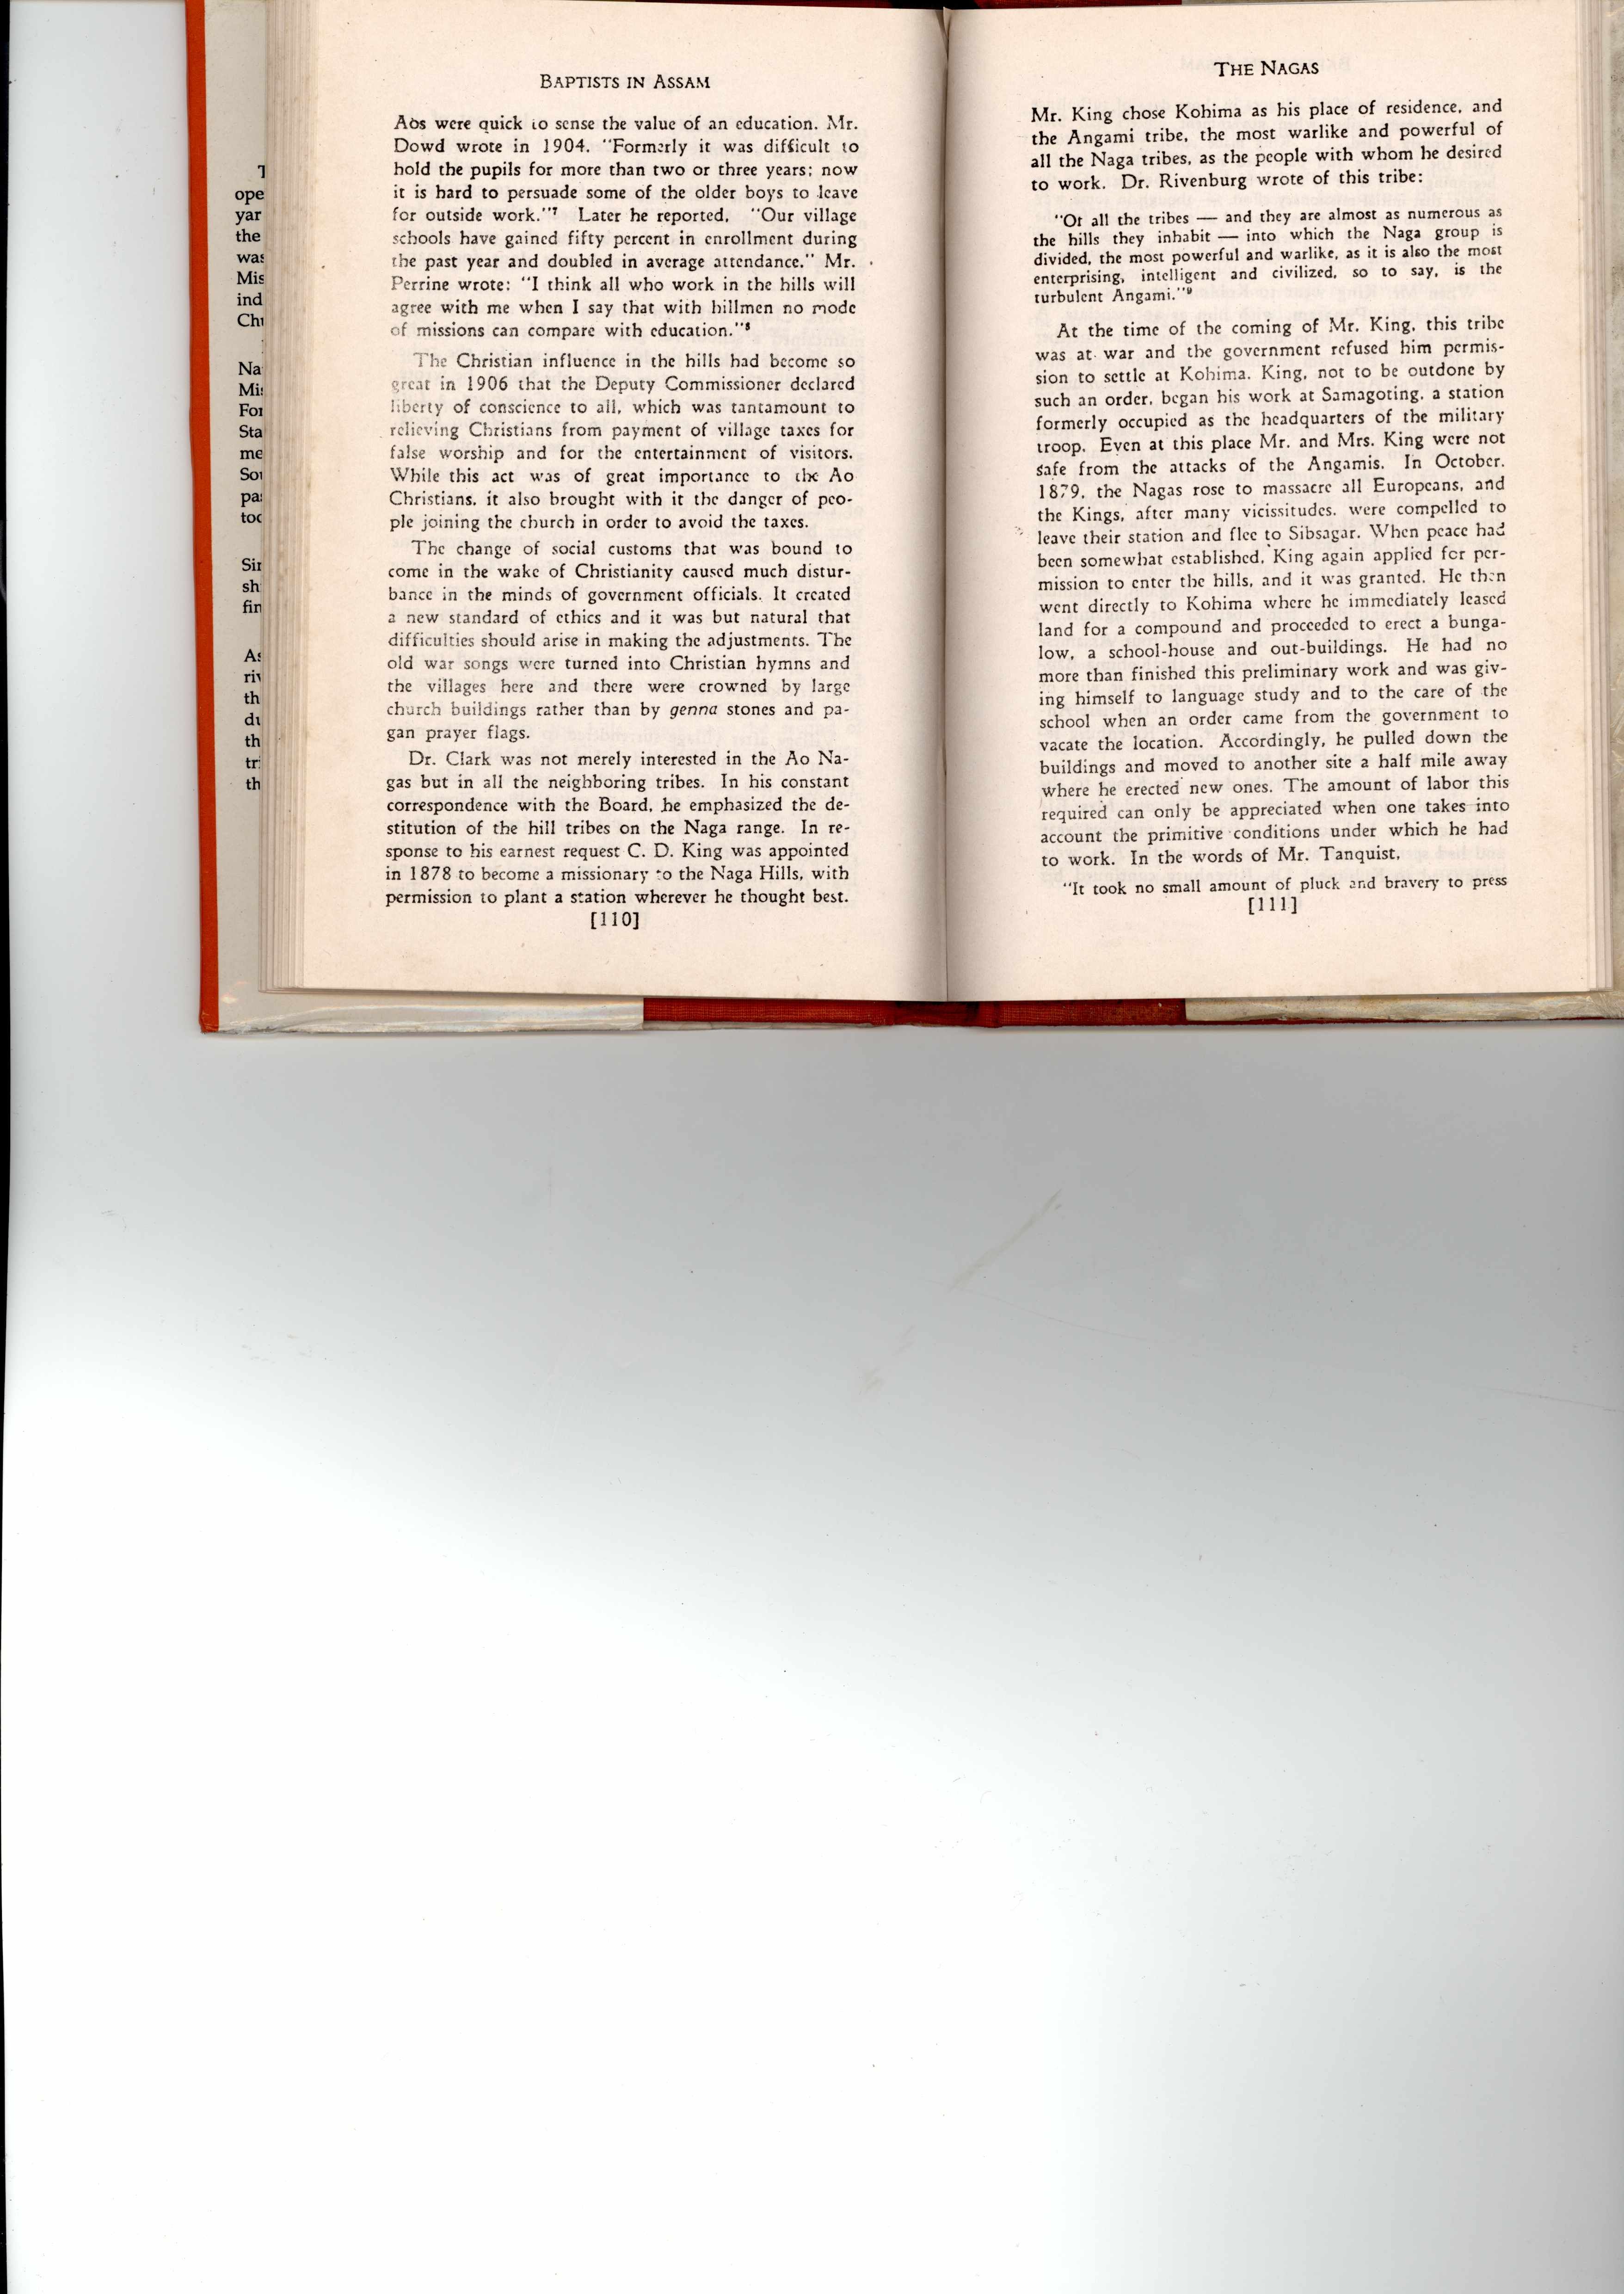 BAPTISTS IN ASSAM
Aos were quick to sense the value of an education. Mr.
Dowd wrote in 1904, "Formerly it was difficult to
hold the pupils for more than two or three years; now
it is hard to persuade some of the older boys to leave
for outside work."⁷ Later he reported, "Our village
schools have gained fifty percent in enrollment during
the past year and doubled in average attendance." Mr.
Perrine wrote: "I think all who work in the hills will
agree with me when I say that with hillmen no mode
of missions can compare with education."⁸
The Christian influence in the hills had become so
great in 1906 that the Deputy Commissioner declared
liberty of conscience to all, which was tantamount to
relieving Christians from payment of village taxes for
false worship and for the entertainment of visitors.
While this act was of great importance to the Ao
Christians, it also brought with it the danger of peo-
ple joining the church in order to avoid the taxes.
The change of social customs that was bound to
come in the wake of Christianity caused much distur-
bance in the minds of government officials. It created
a new standard of ethics and it was but natural that
difficulties should arise in making the adjustments. The
old war songs were turned into Christian hymns and
the villages here and there were crowned by large
church buildings rather than by genna stones and pa-
gan prayer flags.
Dr. Clark was not merely interested in the Ao Na-
gas but in all the neighboring tribes. In his constant
correspondence with the Board, he emphasized the de-
stitution of the hill tribes on the Naga range. In re-
sponse to his earnest request C. D. King was appointed
in 1878 to become a missionary to the Naga Hills, with
permission to plant a station wherever he thought best.
[110]
THE NAGAS
Mr. King chose Kohima as his place of residence, and
the Angami tribe, the most warlike and powerful of
all the Naga tribes, as the people with whom he desired
to work. Dr. Rivenburg wrote of this tribe:
"Of all the tribes — and they are almost as numerous as
the hills they inhabit — into which the Naga group is
divided, the most powerful and warlike, as it is also the most
enterprising, intelligent and civilized, so to say, is the
turbulent Angami."⁹
At the time of the coming of Mr. King, this tribe
was at war and the government refused him permis-
sion to settle at Kohima. King, not to be outdone by
such an order, began his work at Samagoting, a station
formerly occupied as the headquarters of the military
troop. Even at this place Mr. and Mrs. King were not
safe from the attacks of the Angamis. In October,
1879, the Nagas rose to massacre all Europeans, and
the Kings, after many vicissitudes, were compelled to
leave their station and flee to Sibsagar. When peace had
been somewhat established, King again applied for per-
mission to enter the hills, and it was granted. He then
went directly to Kohima where he immediately leased
land for a compound and proceeded to erect a bunga-
low, a school-house and out-buildings. He had no
more than finished this preliminary work and was giv-
ing himself to language study and to the care of the
school when an order came from the government to
vacate the location. Accordingly, he pulled down the
buildings and moved to another site a half mile away
where he erected new ones. The amount of labor this
required can only be appreciated when one takes into
account the primitive conditions under which he had
to work. In the words of Mr. Tanquist,
"It took no small amount of pluck and bravery to press
[111]